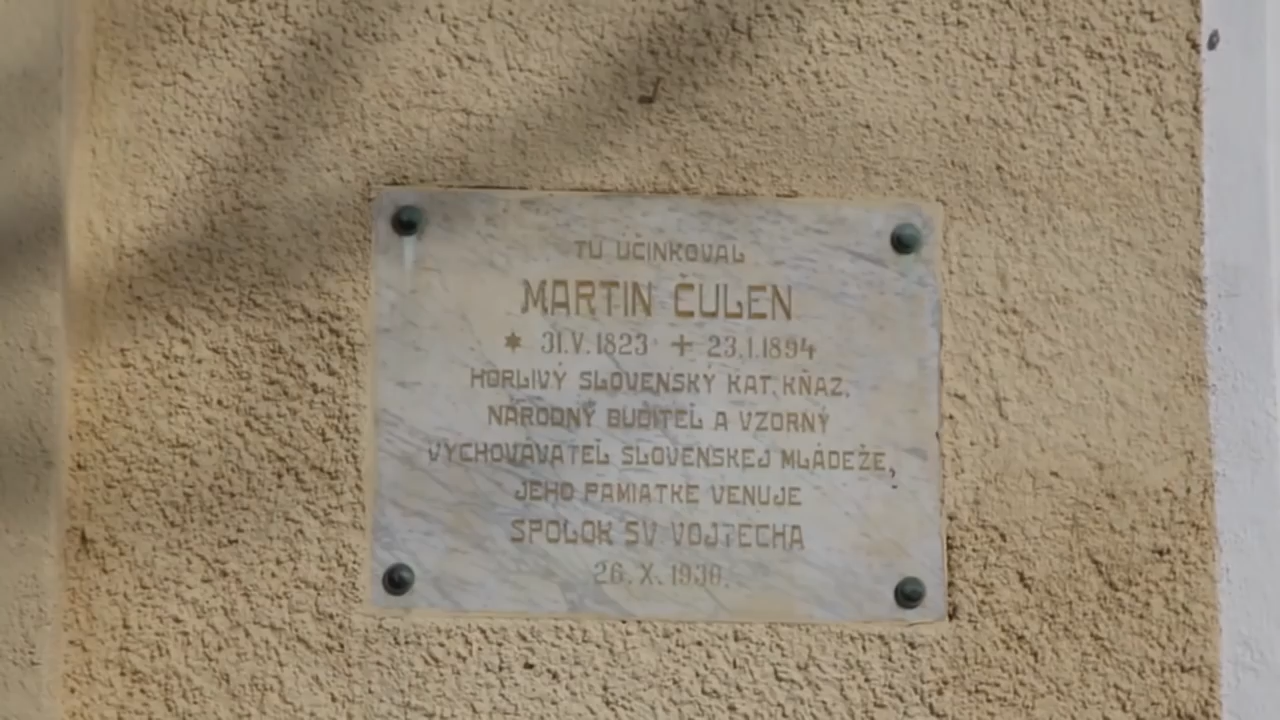 TU ÚČINKOVAL
MARTIN ČULEN
* 31.V.1823 + 23.I.1894
HORLIVÝ SLOVENSKÝ KAT. KŇAZ,
NÁRODNÝ BUDITEĽ A VZORNÝ
VYCHOVÁVATEĽ SLOVENSKEJ MLÁDEŽE,
JEHO PAMIATKE VENUJE
SPOLOK SV VOJTECHA
26. X. 1930.